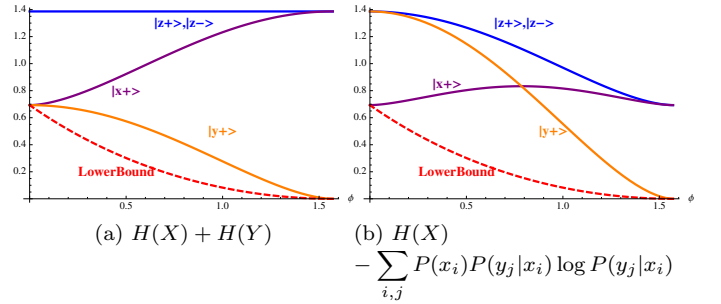 1.4
1.2
1.0
0.8
0.6
0.4
0.2
|z+>,|z->
|x+>
|y+>
LowerBound
0.5
1.0
1.5
ϕ
(a) H(X) + H(Y)
1.4
1.2
1.0
0.8
0.6
0.4
0.2
|z+>,|z->
|x+>
|y+>
LowerBound
0.5
1.0
1.5
ϕ
(b) H(X)
− ∑ P(x_i)P(y_j|x_i) log P(y_j|x_i)
i,j